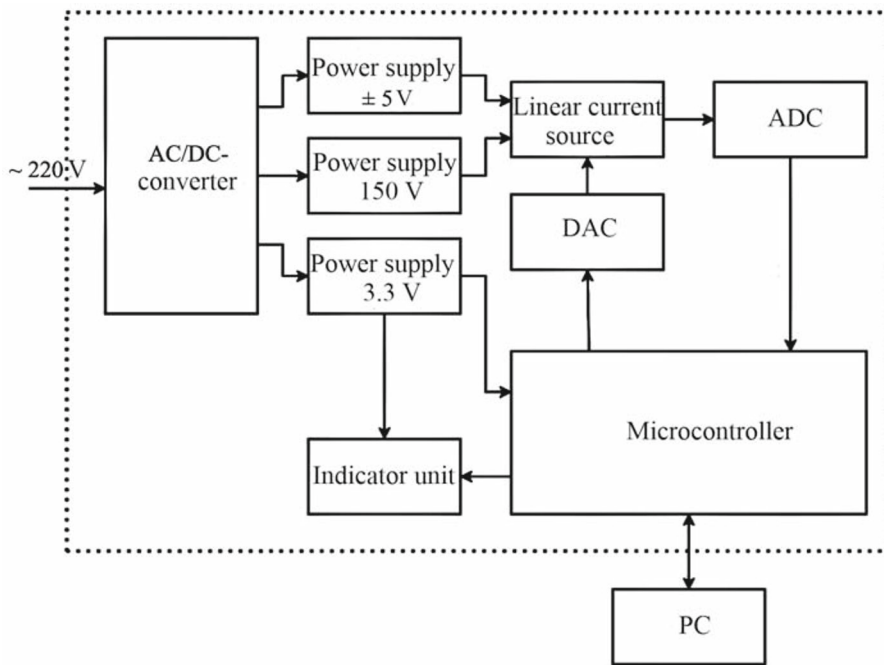 ~ 220 V
AC/DC-
converter
Power supply
± 5 V
Power supply
150 V
Power supply
3.3 V
Linear current
source
ADC
DAC
Microcontroller
Indicator unit
PC